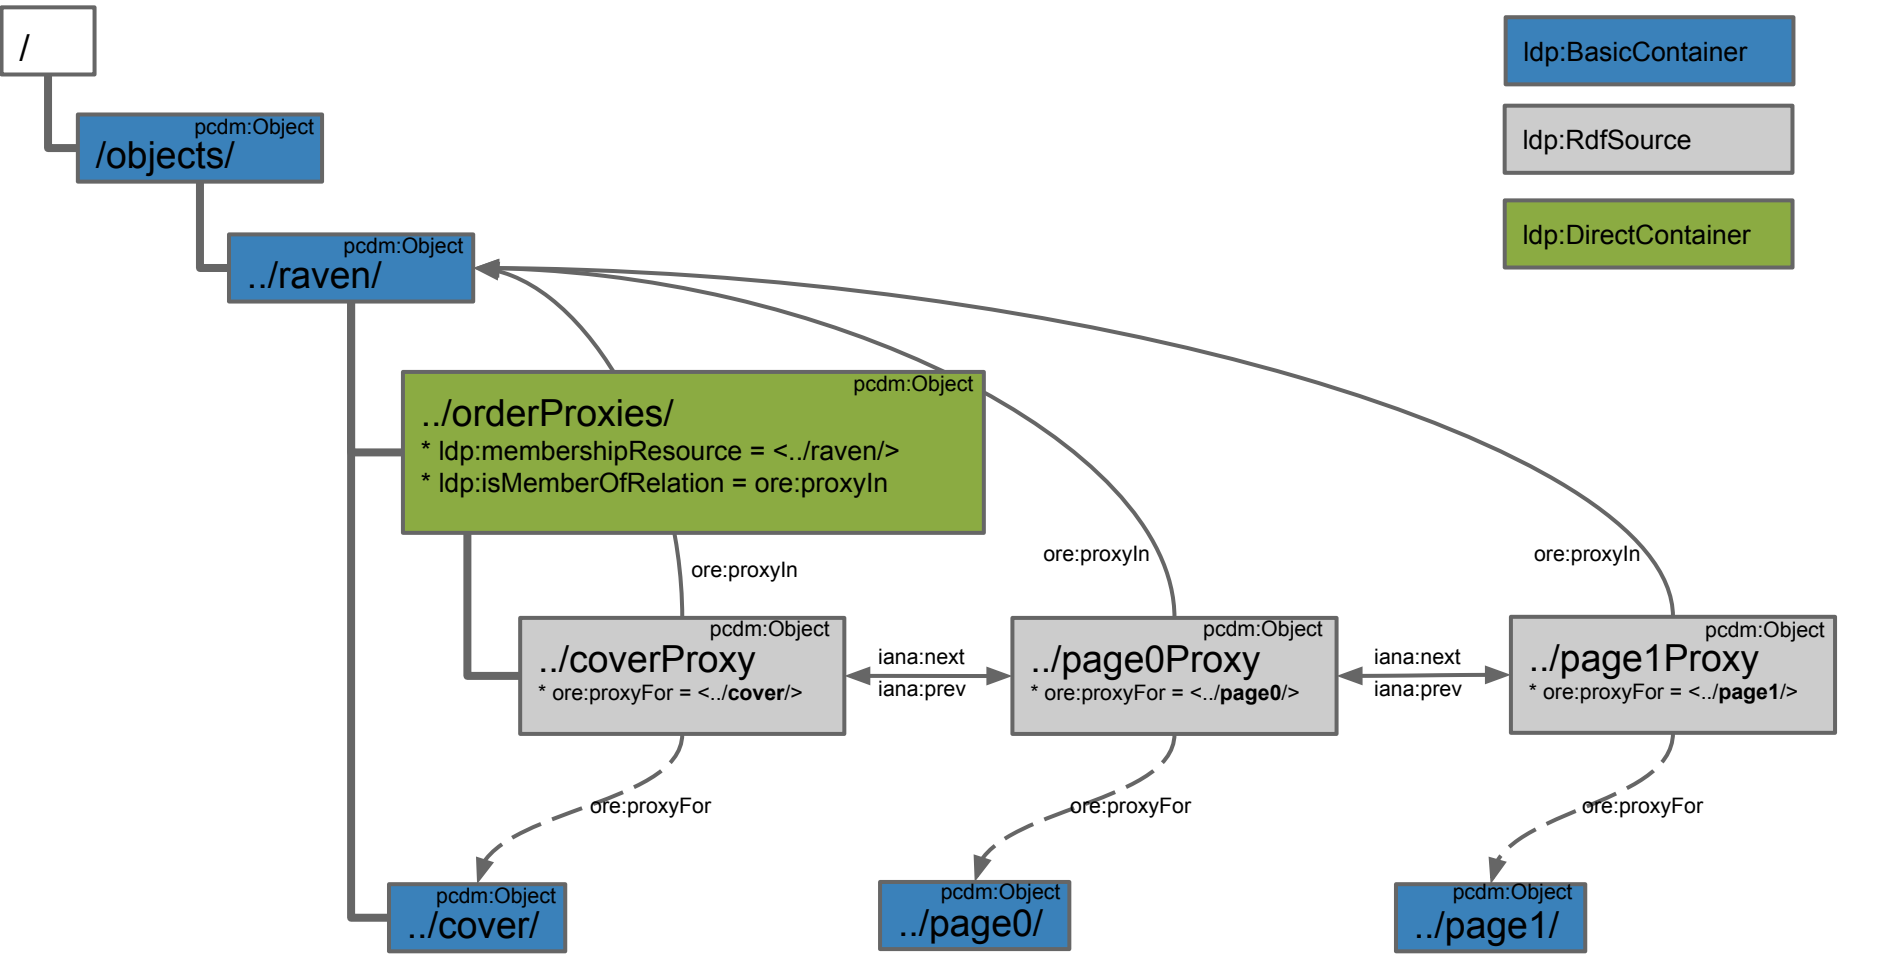 /
ldp:BasicContainer
pcdm:Object
/objects/
ldp:RdfSource
ldp:DirectContainer
pcdm:Object
../raven/
pcdm:Object
../orderProxies/
* ldp:membershipResource = <../raven/>
* ldp:isMemberOfRelation = ore:proxyIn
ore:proxyIn
ore:proxyIn
ore:proxyIn
pcdm:Object
../coverProxy
* ore:proxyFor = <../cover/>
iana:next
iana:prev
pcdm:Object
../page0Proxy
* ore:proxyFor = <../page0/>
iana:next
iana:prev
pcdm:Object
../page1Proxy
* ore:proxyFor = <../page1/>
ore:proxyFor
ore:proxyFor
ore:proxyFor
pcdm:Object
../cover/
pcdm:Object
../page0/
pcdm:Object
../page1/